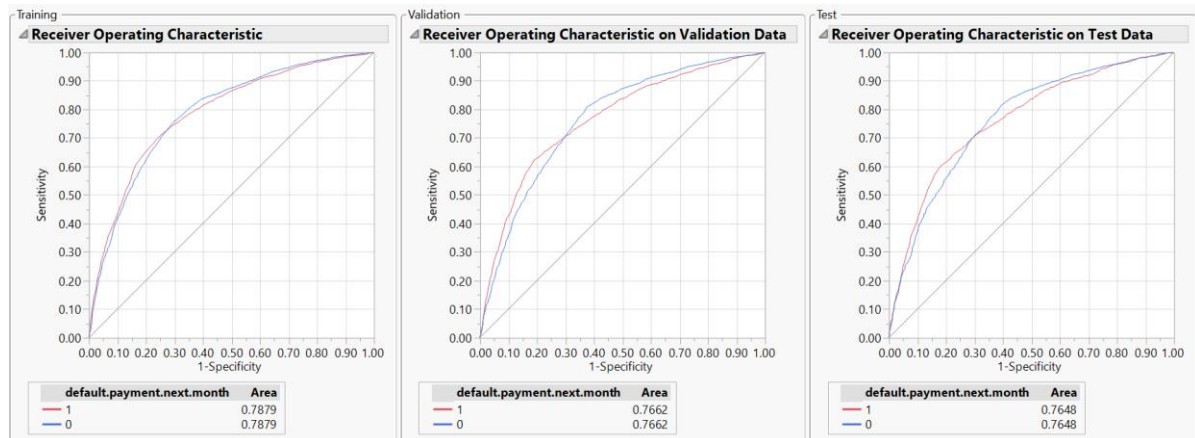 Training
Receiver Operating Characteristic
1.00
0.90
0.80
0.70
0.60
0.50
0.40
0.30
0.20
0.10
0.00
Sensitivity
0.00 0.10 0.20 0.30 0.40 0.50 0.60 0.70 0.80 0.90 1.00
1-Specificity
default.payment.next.month Area
1 0.7879
0 0.7879
Validation
Receiver Operating Characteristic on Validation Data
1.00
0.90
0.80
0.70
0.60
0.50
0.40
0.30
0.20
0.10
0.00
Sensitivity
0.00 0.10 0.20 0.30 0.40 0.50 0.60 0.70 0.80 0.90 1.00
1-Specificity
default.payment.next.month Area
1 0.7662
0 0.7662
Test
Receiver Operating Characteristic on Test Data
1.00
0.90
0.80
0.70
0.60
0.50
0.40
0.30
0.20
0.10
0.00
Sensitivity
0.00 0.10 0.20 0.30 0.40 0.50 0.60 0.70 0.80 0.90 1.00
1-Specificity
default.payment.next.month Area
1 0.7648
0 0.7648